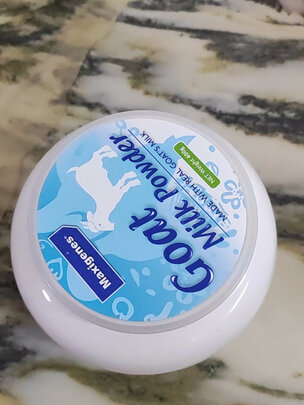 Maxigenes
Goat
Milk Powder
MADE WITH REAL GOAT'S MILK
NET Weight 400g